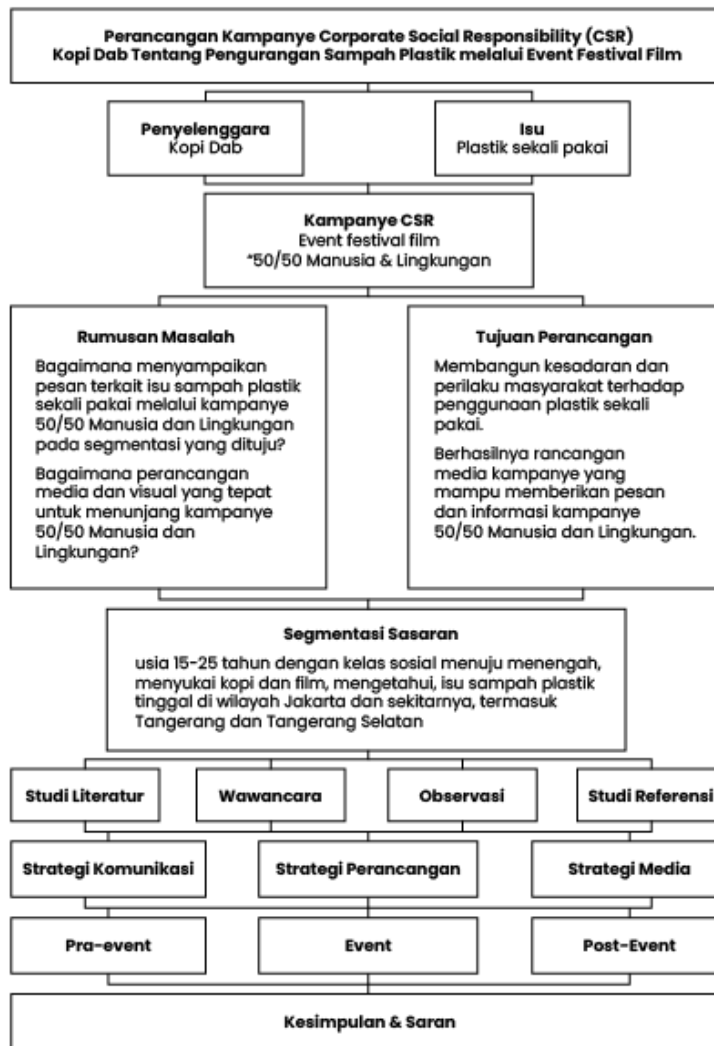 Perancangan Kampanye Corporate Social Responsibility (CSR)
Kopi Dab Tentang Pengurangan Sampah Plastik melalui Event Festival Film
Penyelenggara
Kopi Dab
Isu
Plastik sekali pakai
Kampanye CSR
Event festival film
"50/50 Manusia & Lingkungan
Rumusan Masalah
Bagaimana menyampaikan
pesan terkait isu sampah plastik
sekali pakai melalui kampanye
50/50 Manusia dan Lingkungan
pada segmentasi yang dituju?
Bagaimana perancangan
media dan visual yang tepat
untuk menunjang kampanye
50/50 Manusia dan
Lingkungan?
Tujuan Perancangan
Membangun kesadaran dan
perilaku masyarakat terhadap
penggunaan plastik sekali
pakai.
Berhasilnya rancangan
media kampanye yang
mampu memberikan pesan
dan informasi kampanye
50/50 Manusia dan Lingkungan.
Segmentasi Sasaran
usia 15-25 tahun dengan kelas sosial menuju menengah,
menyukai kopi dan film, mengetahui, isu sampah plastik
tinggal di wilayah Jakarta dan sekitarnya, termasuk
Tangerang dan Tangerang Selatan
Studi Literatur
Wawancara
Observasi
Studi Referensi
Strategi Komunikasi
Strategi Perancangan
Strategi Media
Pra-event
Event
Post-Event
Kesimpulan & Saran